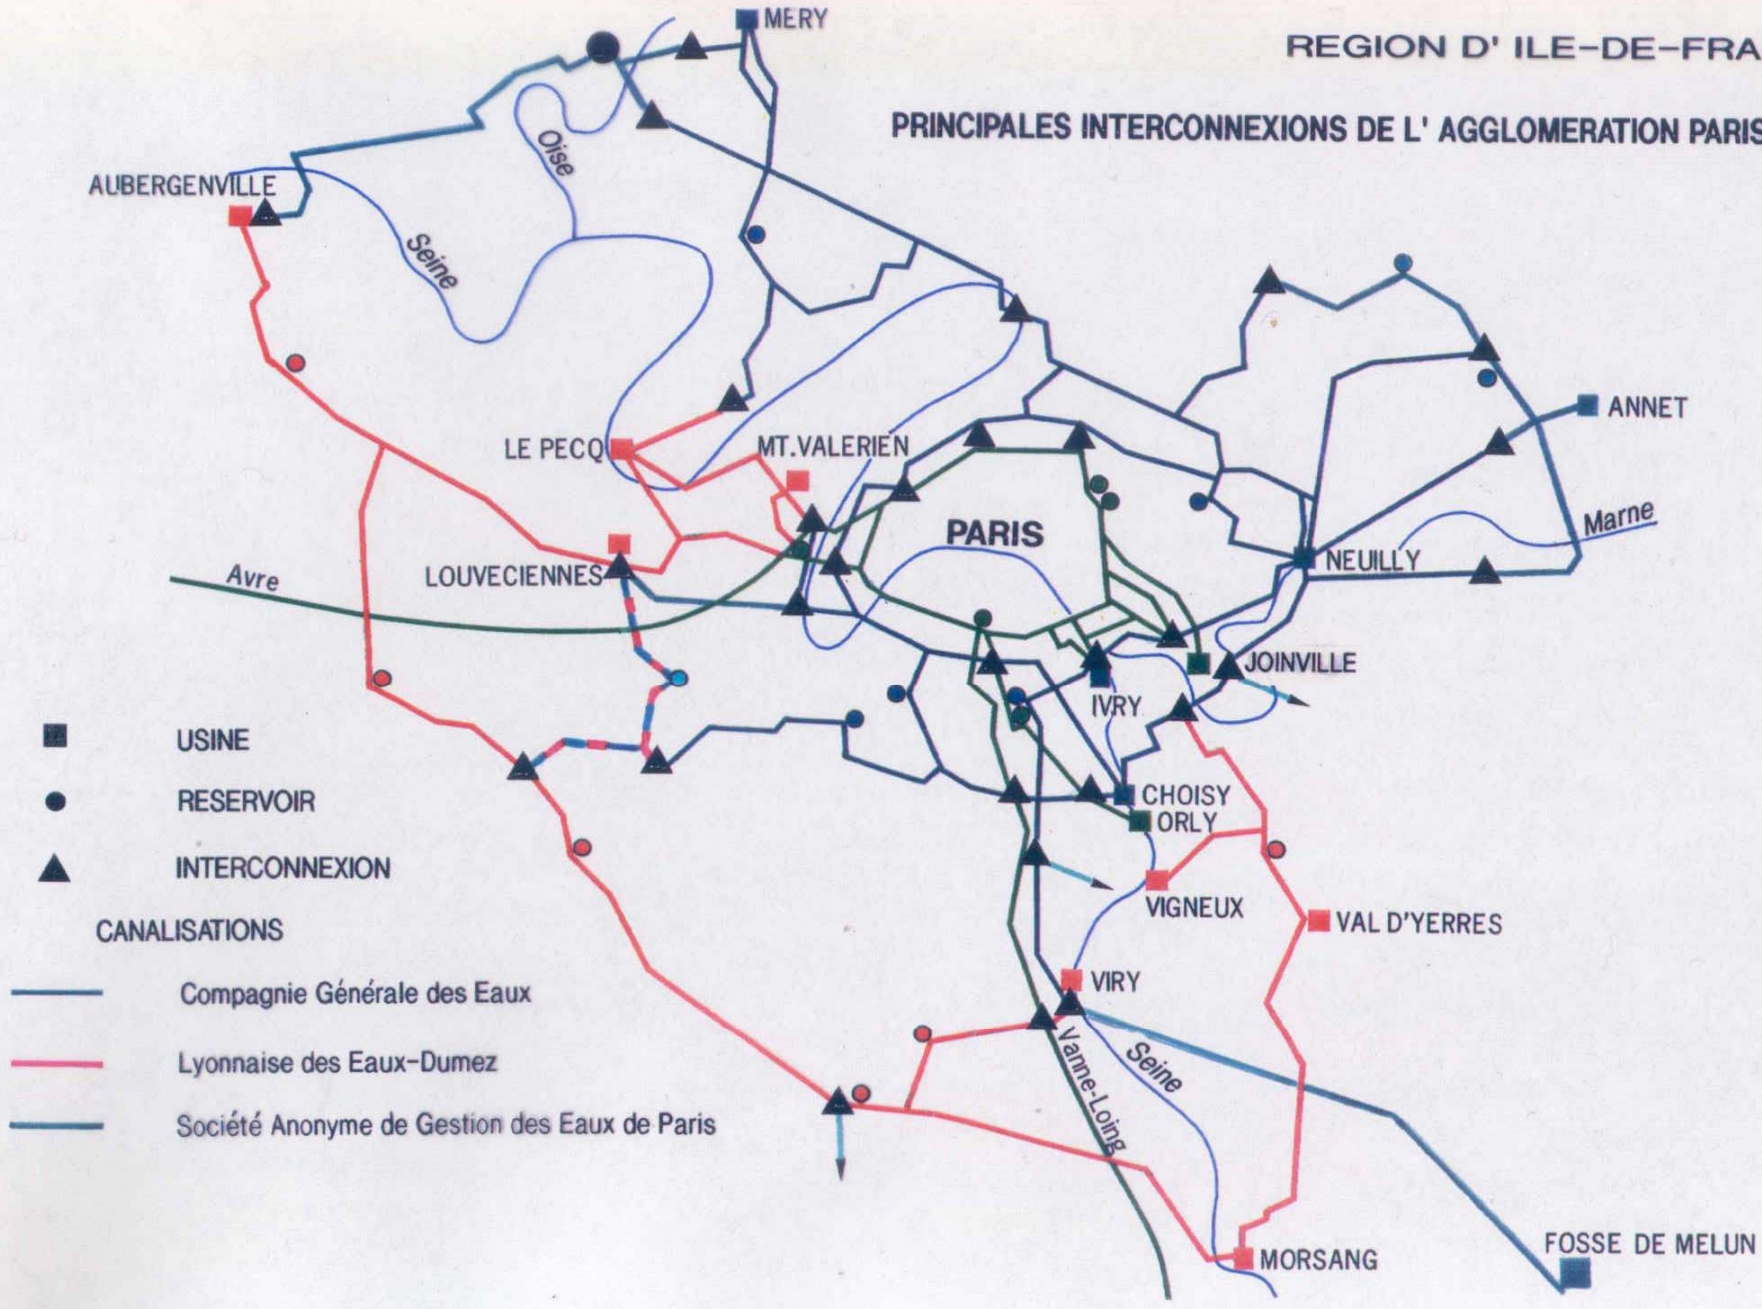 REGION D' ILE-DE-FRA
PRINCIPALES INTERCONNEXIONS DE L' AGGLOMERATION PARIS
MERY
Oise
AUBERGENVILLE
Seine
ANNET
LE PECQ
MT.VALERIEN
PARIS
Marne
NEUILLY
LOUVECIENNES
Avre
JOINVILLE
IVRY
USINE
RESERVOIR
INTERCONNEXION
CANALISATIONS
Compagnie Générale des Eaux
Lyonnaise des Eaux-Dumez
Société Anonyme de Gestion des Eaux de Paris
CHOISY
ORLY
VIGNEUX
VAL D'YERRES
VIRY
Vanne-Loing
Seine
MORSANG
FOSSE DE MELUN